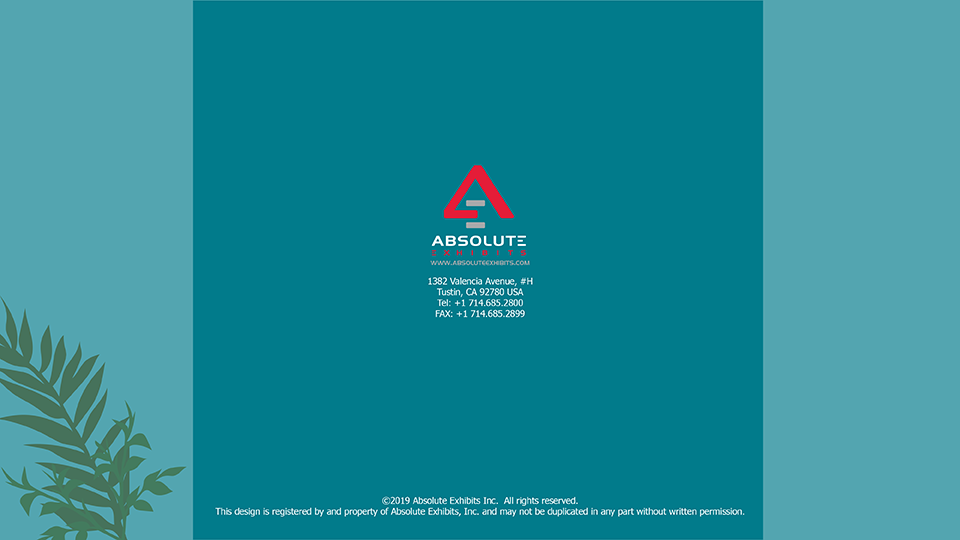 ABSOLUTE
EXHIBITS
WWW.ABSOLUTEEXHIBITS.COM
1382 Valencia Avenue, #H
Tustin, CA 92780 USA
Tel: +1 714.685.2800
FAX: +1 714.685.2899
©2019 Absolute Exhibits Inc. All rights reserved.
This design is registered by and property of Absolute Exhibits, Inc. and may not be duplicated in any part without written permission.